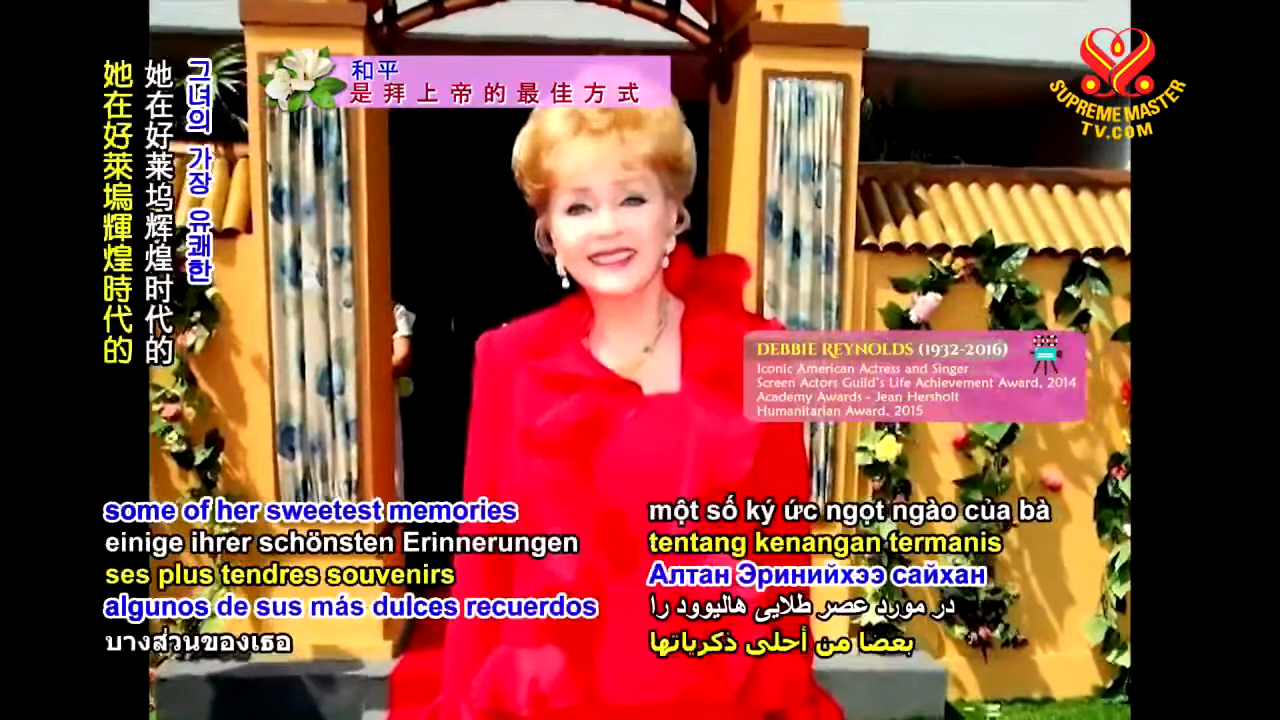 和平
是拜上帝的最佳方式
SUPREME MASTER
TV.COM
她在好萊塢輝煌時代的
她在好莱坞辉煌时代的
그녀의 가장 유쾌한
DEBBIE REYNOLDS (1932-2016)
Iconic American Actress and Singer
Screen Actors Guild's Life Achievement Award, 2014
Academy Awards - Jean Hersholt
Humanitarian Award, 2015
some of her sweetest memories
einige ihrer schönsten Erinnerungen
ses plus tendres souvenirs
algunos de sus más dulces recuerdos
บางส่วนของเธอ
một số ký ức ngọt ngào của bà
tentang kenangan termanis
Алтан Эринийхээ сайхан
در مورد عصر طلایی هالیوود را
بعضا من أحلى ذكرياتها